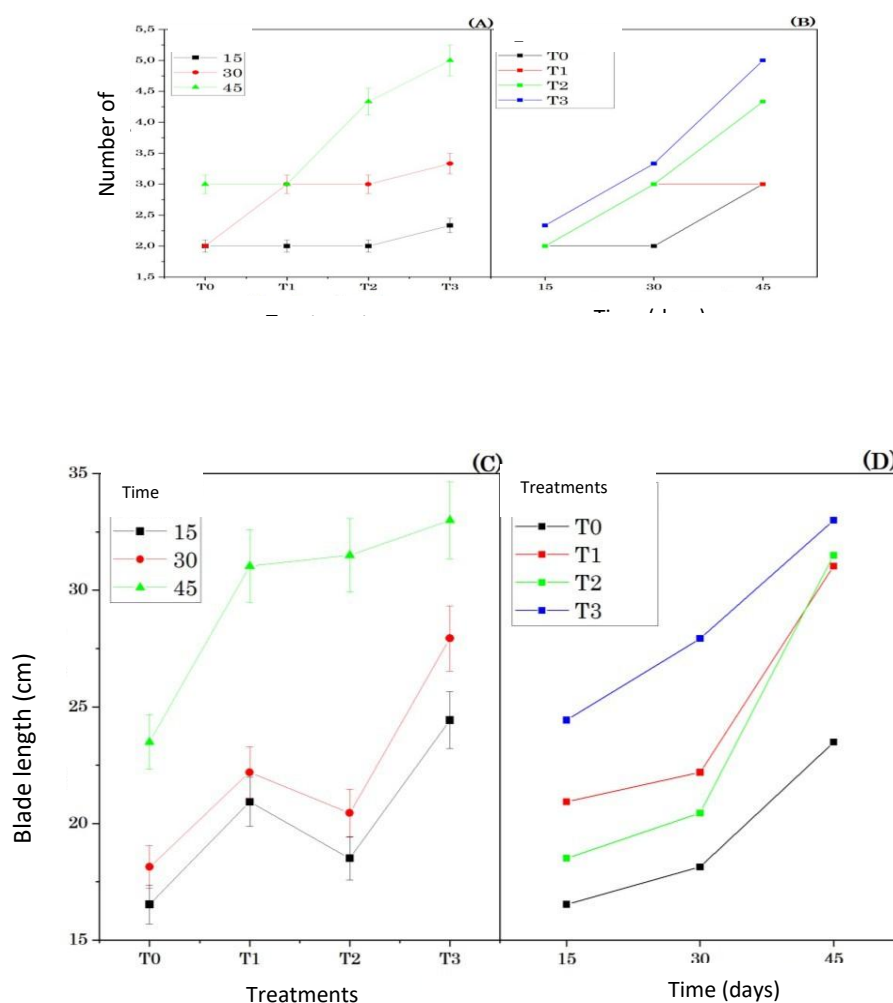 (A)
(B)
5,5
5,0
4,5
4,0
3,5
3,0
2,5
2,0
1,5
Number of
15
30
45
T0
T1
T2
T3
T0 T1 T2 T3
15 30 45
(C)
(D)
35
30
25
20
15
Blade length (cm)
Time
15
30
45
Treatments
T0
T1
T2
T3
T0 T1 T2 T3
15 30 45
Treatments
Time (days)